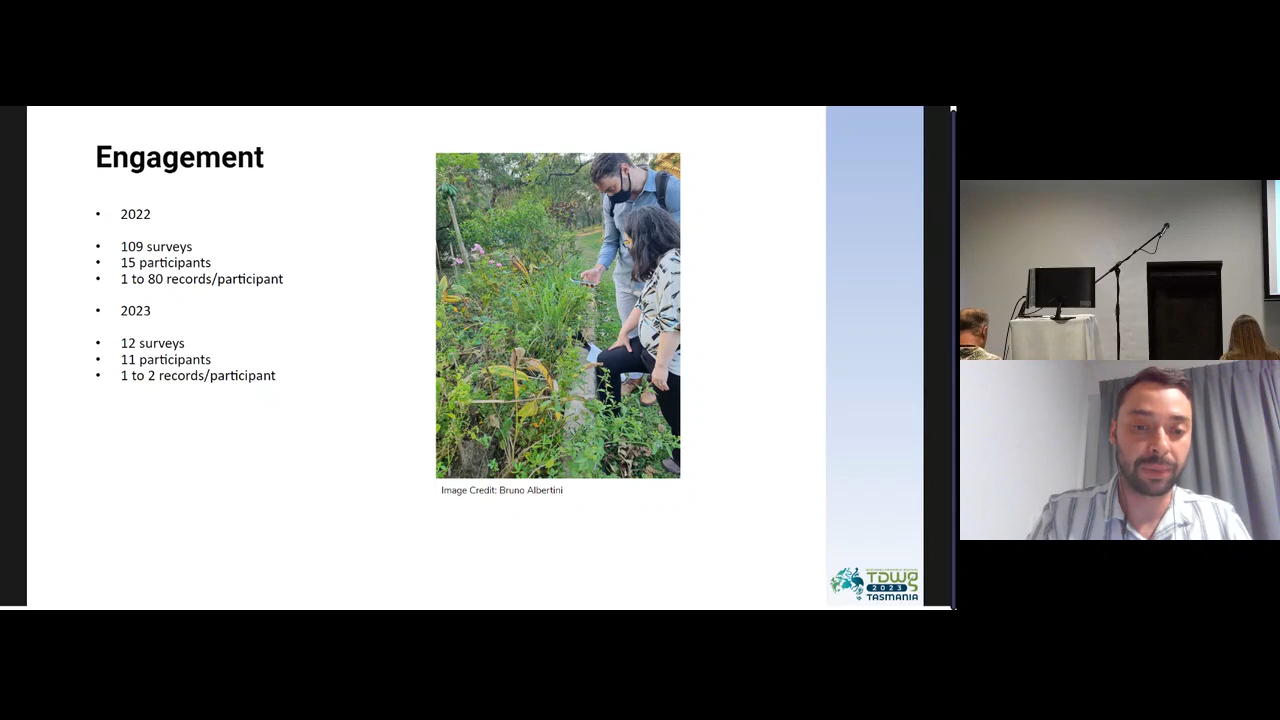 Engagement
• 2022
• 109 surveys
• 15 participants
• 1 to 80 records/participant
• 2023
• 12 surveys
• 11 participants
• 1 to 2 records/participant
Image Credit: Bruno Albertini
TDWG
2023
TASMANIA